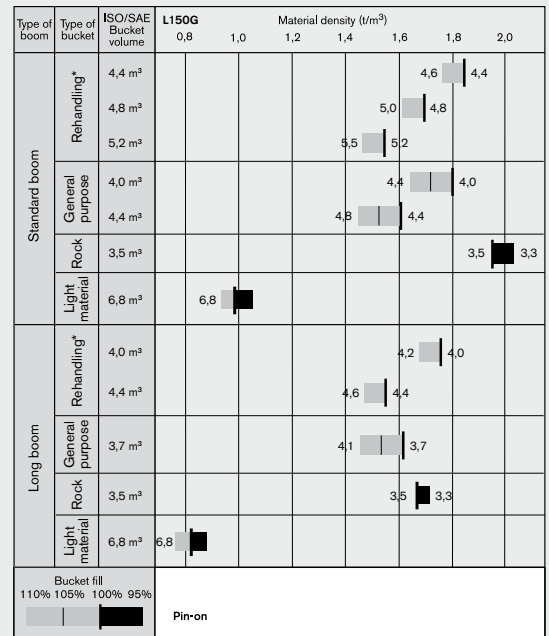 Type of boom
Type of bucket
ISO/SAE Bucket volume
L150G
Material density (t/m³)
0,8 1,0 1,2 1,4 1,6 1,8 2,0
Standard boom
Rehandling*
4,4 m³ 4,6 4,4
4,8 m³ 5,0 4,8
5,2 m³ 5,5 5,2
General purpose
4,0 m³ 4,4 4,0
4,4 m³ 4,8 4,4
Rock
3,5 m³ 3,5 3,3
Light material
6,8 m³ 6,8
Long boom
Rehandling*
4,0 m³ 4,2 4,0
4,4 m³ 4,6 4,4
General purpose
3,7 m³ 4,1 3,7
Rock
3,5 m³ 3,5 3,3
Light material
6,8 m³ 6,8
Bucket fill
110% 105% 100% 95%
Pin-on